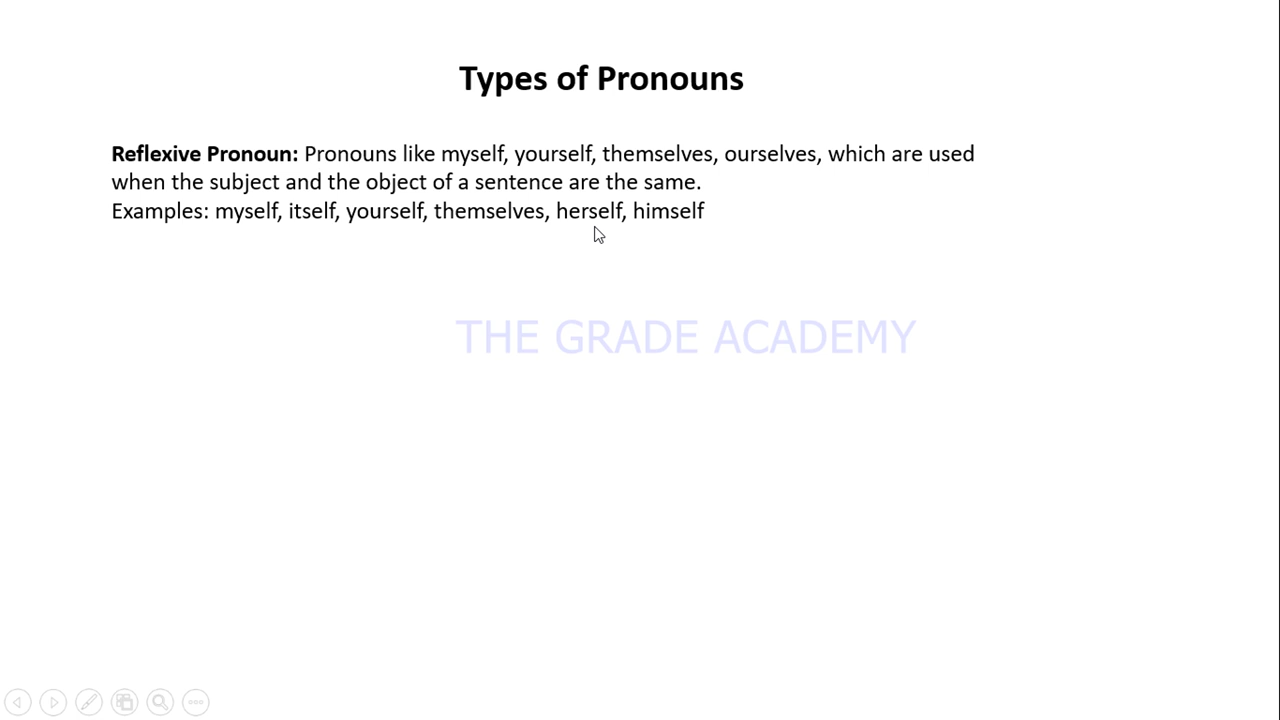 Types of Pronouns
Reflexive Pronoun: Pronouns like myself, yourself, themselves, ourselves, which are used
when the subject and the object of a sentence are the same.
Examples: myself, itself, yourself, themselves, herself, himself
THE GRADE ACADEMY